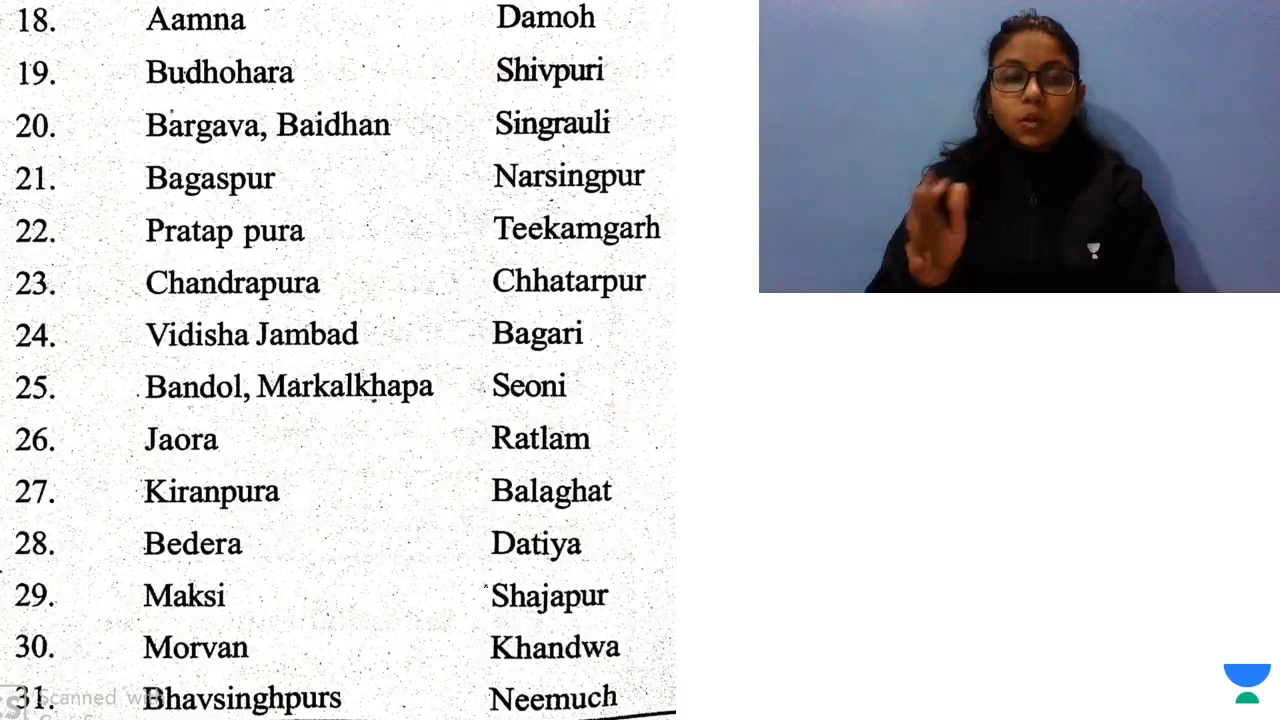 18. Aamna Damoh
19. Budhohara Shivpuri
20. Bargava, Baidhan Singrauli
21. Bagaspur Narsingpur
22. Pratap pura Teekamgarh
23. Chandrapura Chhatarpur
24. Vidisha Jambad Bagari
25. Bandol, Markalkhapa Seoni
26. Jaora Ratlam
27. Kiranpura Balaghat
28. Bedera Datiya
29. Maksi Shajapur
30. Morvan Khandwa
31. Bhavsinghpurs Neemuch
Scanned with